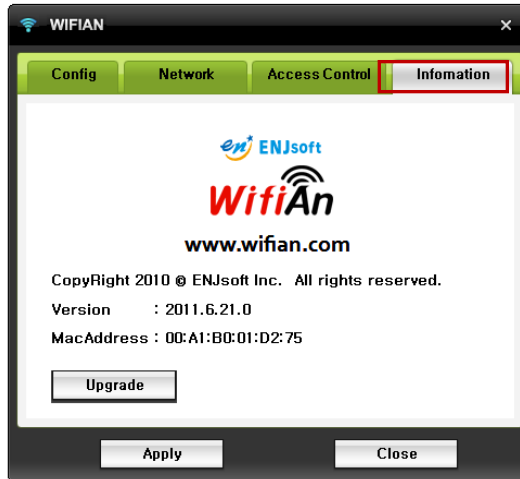 WIFIAN
Config Network Access Control Infomation
en ENJsoft
WifiAn
www.wifian.com
CopyRight 2010 @ ENJsoft Inc. All rights reserved.
Version : 2011.6.21.0
MacAddress : 00:A1:B0:01:D2:75
Upgrade
Apply Close